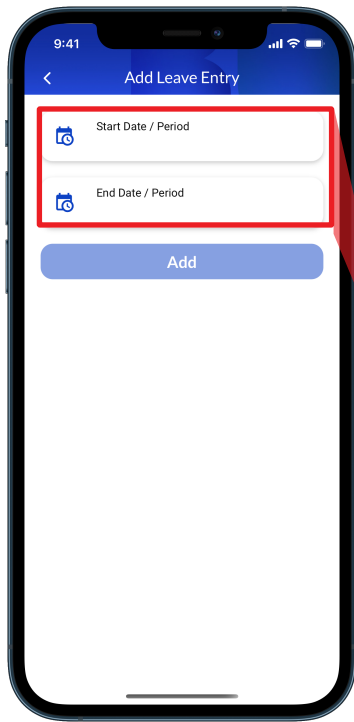 9:41
Add Leave Entry
Start Date / Period
End Date / Period
Add